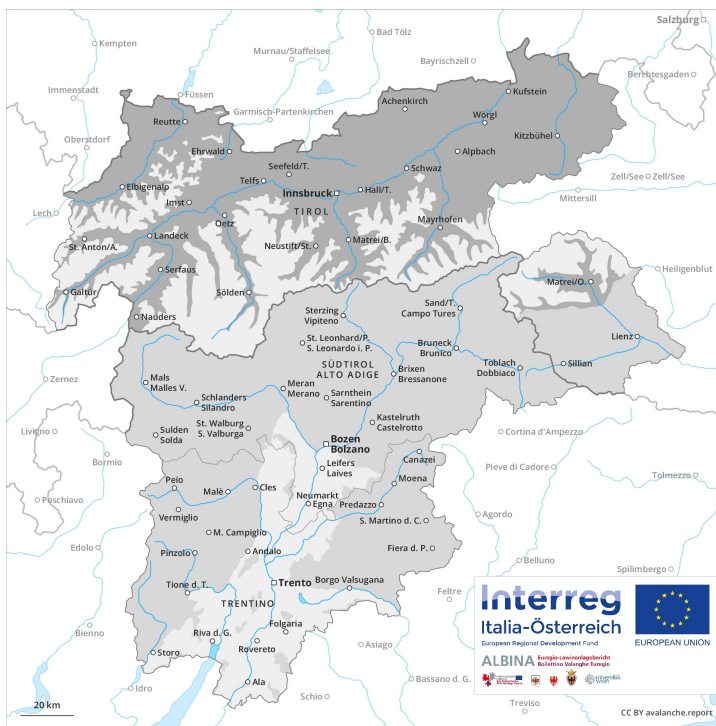 Salzburg
Kempten
Bad Tölz
Murnau/Staffelsee
Bayrischzell
Berchtesgaden
Immenstadt
Füssen
Kufstein
Achenkirch
Garmisch-Partenkirchen
Wörgl
Reutte
Oberstdorf
Kitzbühel
Ehrwald
Alpbach
Seefeld/T.
Schwaz
Telfs
Zell/See
Zell/See
Elbigenalp
Innsbruck
Hall/T.
Mittersill
Imst
TIROL
Lech
Oetz
Mayrhofen
Landeck
St. Anton/A.
Neustift/St.
Matrei/B.
Serfaus
Heiligenblut
Matrei/O.
Galtür
Sölden
Sand/T.
Campo Tures
Nauders
Sterzing
Vipiteno
Lienz
St. Leonhard/P.
S. Leonardo i. P.
Bruneck
Brunico
SÜDTIROL
ALTO ADIGE
Toblach
Dobbiaco
Sillian
Brixen
Bressanone
Zernez
Mals
Malles V.
Meran
Merano
Sarnthein
Sarentino
Schlanders
Silandro
St. Walburg
S. Valburga
Kastelruth
Castelrotto
Sulden
Solda
Livigno
Cortina d'Ampezzo
Bozen
Bolzano
Bormio
Canazei
Leifers
Laives
Pieve di Cadore
Tolmezzo
Peio
Malè
Cles
Moena
Poschiavo
Neumarkt
Egna
Predazzo
Vermiglio
Agordo
S. Martino d. C.
M. Campiglio
Edolo
Pinzolo
Andalo
Fiera d. P.
Belluno
Spilimbergo
Trento
Borgo Valsugana
Tione d. T.
Feltre
TRENTINO
Folgaria
Bienno
Riva d. G.
Rovereto
Asiago
Storo
Bassano d. G.
Ala
Idro
Schio
Treviso
20 km
Interreg
Italia-Österreich
European Regional Development Fund
EUROPEAN UNION
ALBINA Euregio-Lawinenlagebericht
Bollettino Valanghe Euregio
universität
wien
CC BY avalanche.report